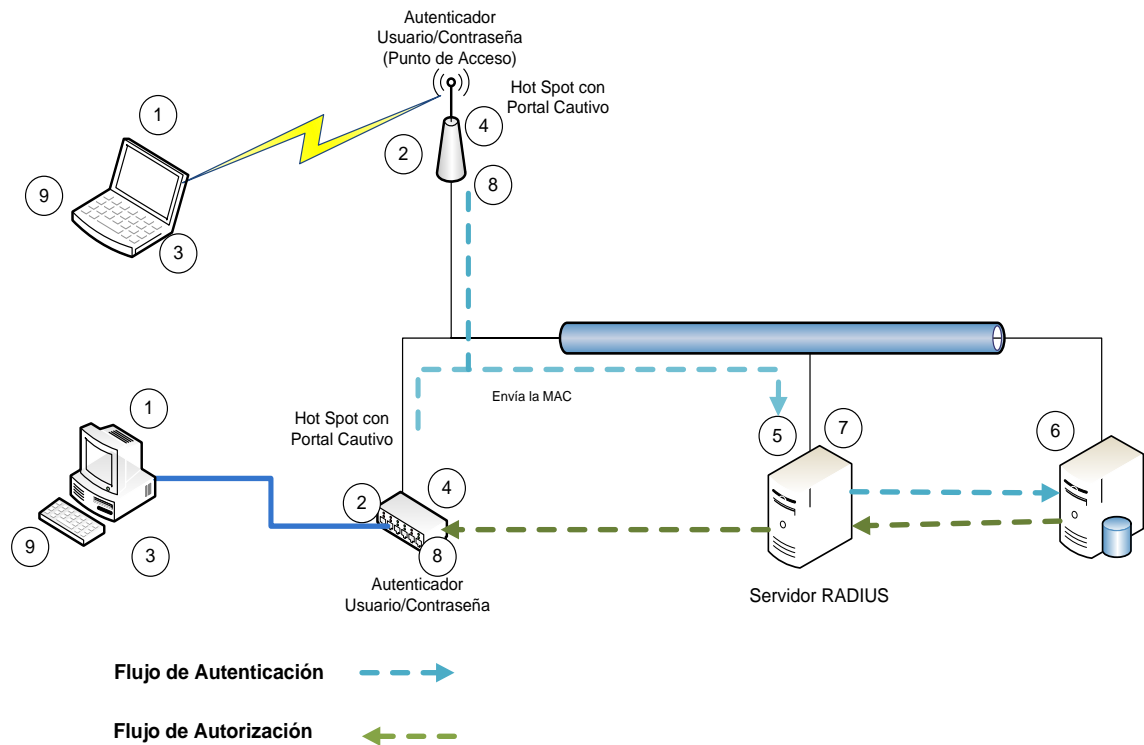 Autenticador
Usuario/Contraseña
(Punto de Acceso)
Hot Spot con
Portal Cautivo
1
4
2
8
9
3
Envía la MAC
1
Hot Spot con
Portal Cautivo
5
7
6
2
4
9
3
8
Autenticador
Usuario/Contraseña
Servidor RADIUS
Flujo de Autenticación
Flujo de Autorización